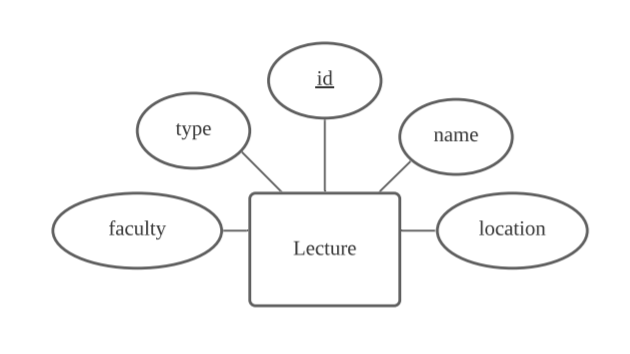 id
type
name
faculty
Lecture
location